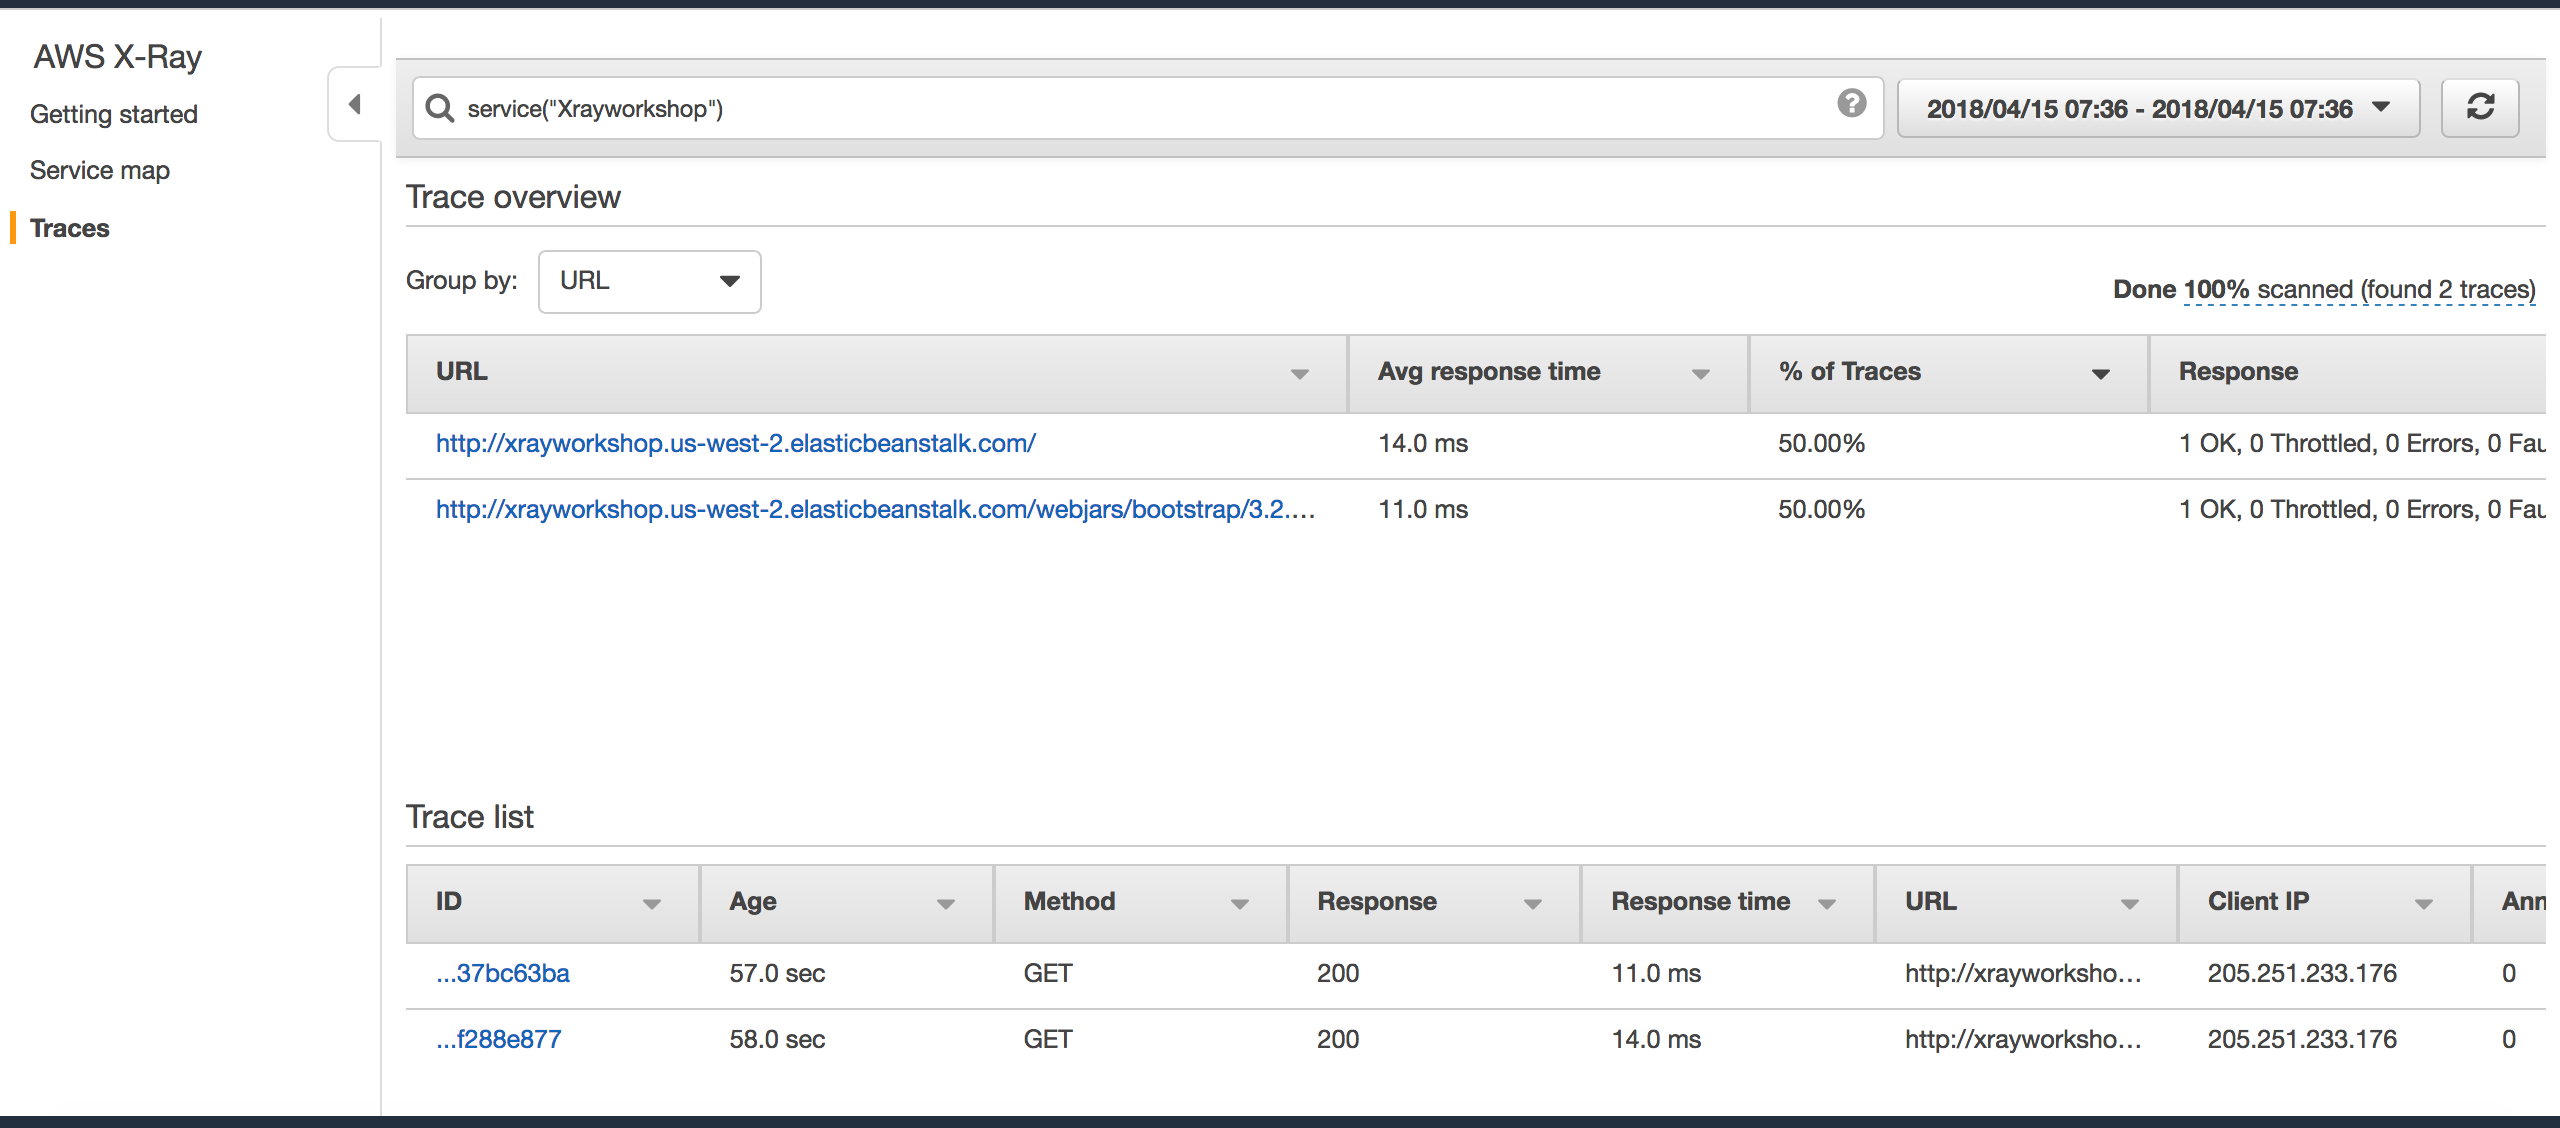 AWS X-Ray
Getting started
Service map
Traces
service("Xrayworkshop")
?
2018/04/15 07:36 - 2018/04/15 07:36
Trace overview
Group by: URL
Done 100% scanned (found 2 traces)
URL Avg response time % of Traces Response
http://xrayworkshop.us-west-2.elasticbeanstalk.com/ 14.0 ms 50.00% 1 OK, 0 Throttled, 0 Errors, 0 Fau
http://xrayworkshop.us-west-2.elasticbeanstalk.com/webjars/bootstrap/3.2.... 11.0 ms 50.00% 1 OK, 0 Throttled, 0 Errors, 0 Fau
Trace list
ID Age Method Response Response time URL Client IP Ann
...37bc63ba 57.0 sec GET 200 11.0 ms http://xrayworksho... 205.251.233.176 0
...f288e877 58.0 sec GET 200 14.0 ms http://xrayworksho... 205.251.233.176 0